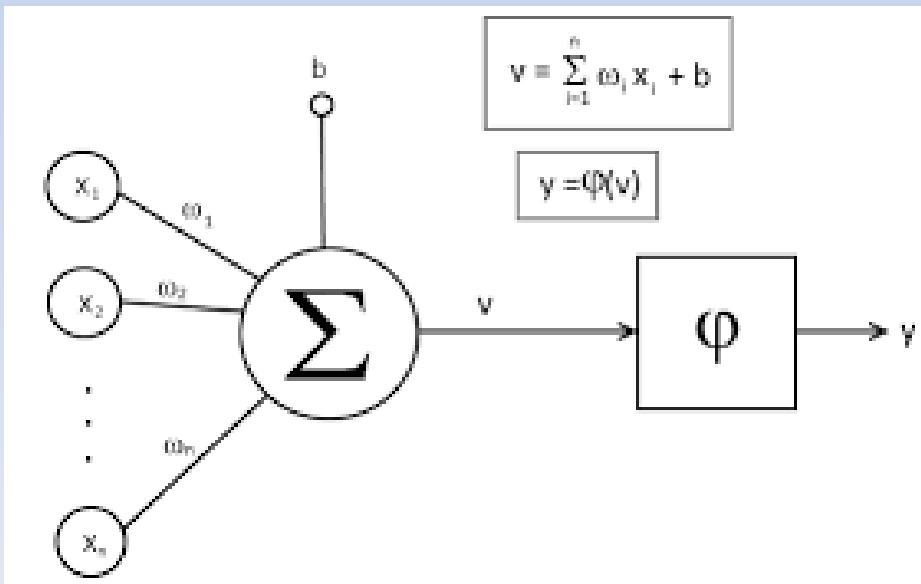 b
v = Σ ωᵢ xᵢ + b
n
i=1
y = φ(v)
x₁
ω₁
x₂
ω₂
Σ
v
φ
y
.
.
.
ωₙ
xₙ